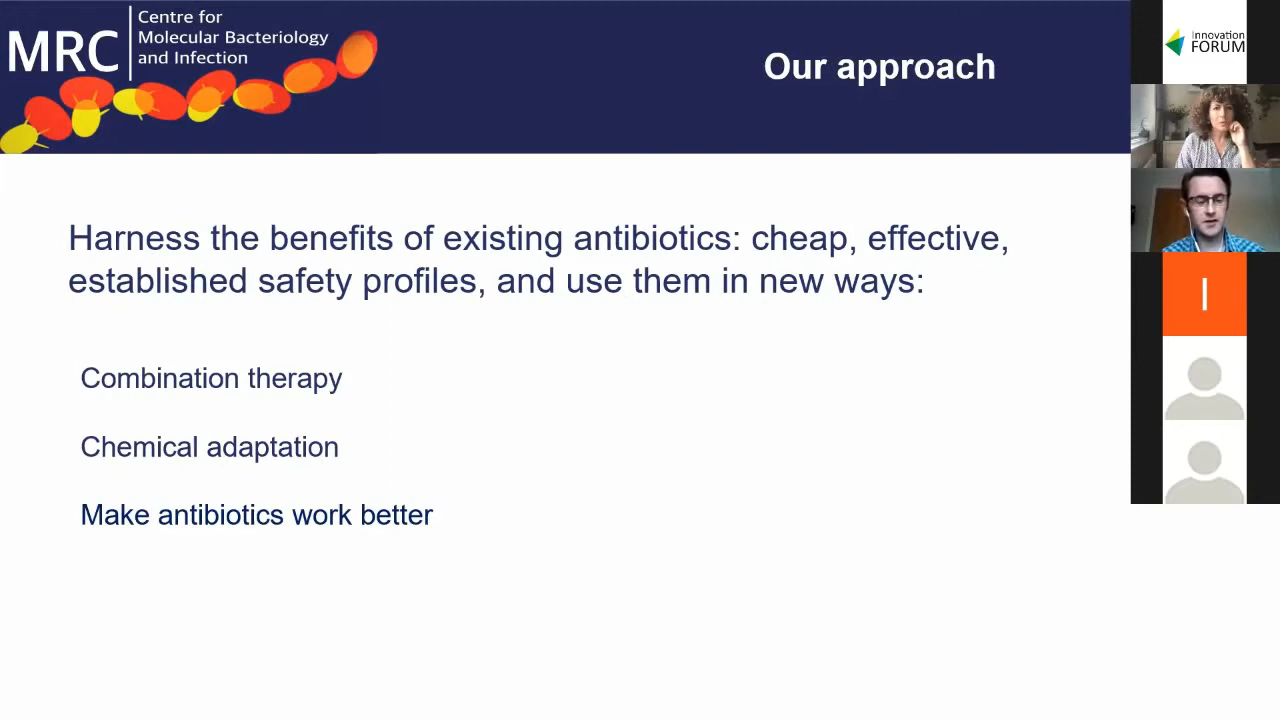 MRC
Centre for
Molecular Bacteriology
and Infection
Our approach
Innovation
FORUM
Harness the benefits of existing antibiotics: cheap, effective,
established safety profiles, and use them in new ways:
Combination therapy
Chemical adaptation
Make antibiotics work better
I